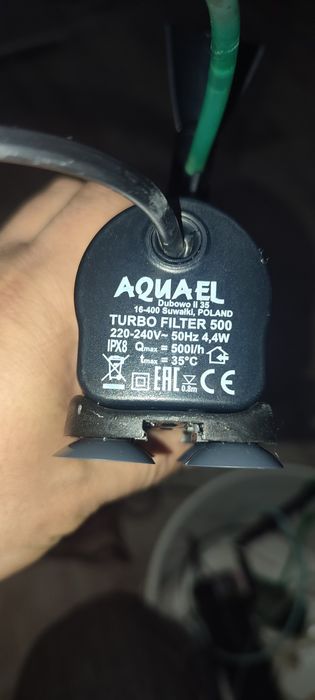 AQUAEL
Dubowo II 35
16-400 Suwałki, POLAND
TURBO FILTER 500
220-240V~ 50Hz 4,4W
IPX8 Qmax = 500l/h
tmax = 35°C
EAC 0.8m CE